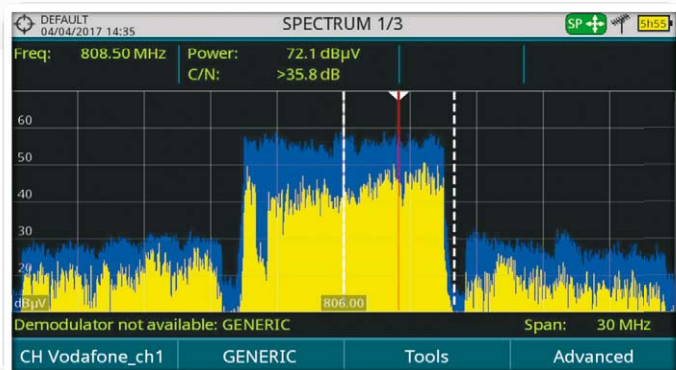 DEFAULT
04/04/2017 14:35
SPECTRUM 1/3
SP
5h55
Freq: 808.50 MHz
Power: 72.1 dBµV
C/N: >35.8 dB
60
50
40
30
20
dBµV
806.00
Demodulator not available: GENERIC
Span: 30 MHz
CH Vodafone_ch1
GENERIC
Tools
Advanced